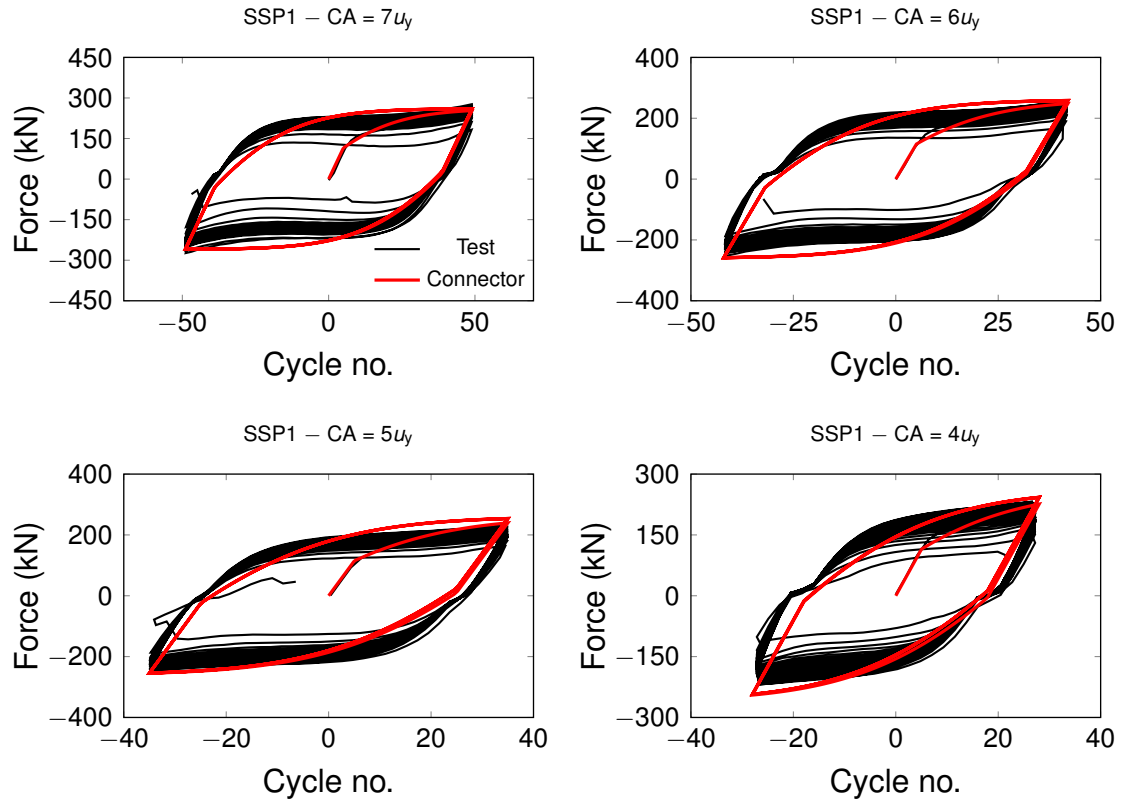 SSP1 − CA = 7uy
SSP1 − CA = 6uy
450
300
150
0
−150
−300
−450
Force (kN)
Test
Connector
−50
0
50
Cycle no.
400
200
0
−200
−400
Force (kN)
−50
−25
0
25
50
Cycle no.
SSP1 − CA = 5uy
SSP1 − CA = 4uy
400
200
0
−200
−400
Force (kN)
−40
−20
0
20
40
Cycle no.
300
150
0
−150
−300
Force (kN)
−40
−20
0
20
40
Cycle no.